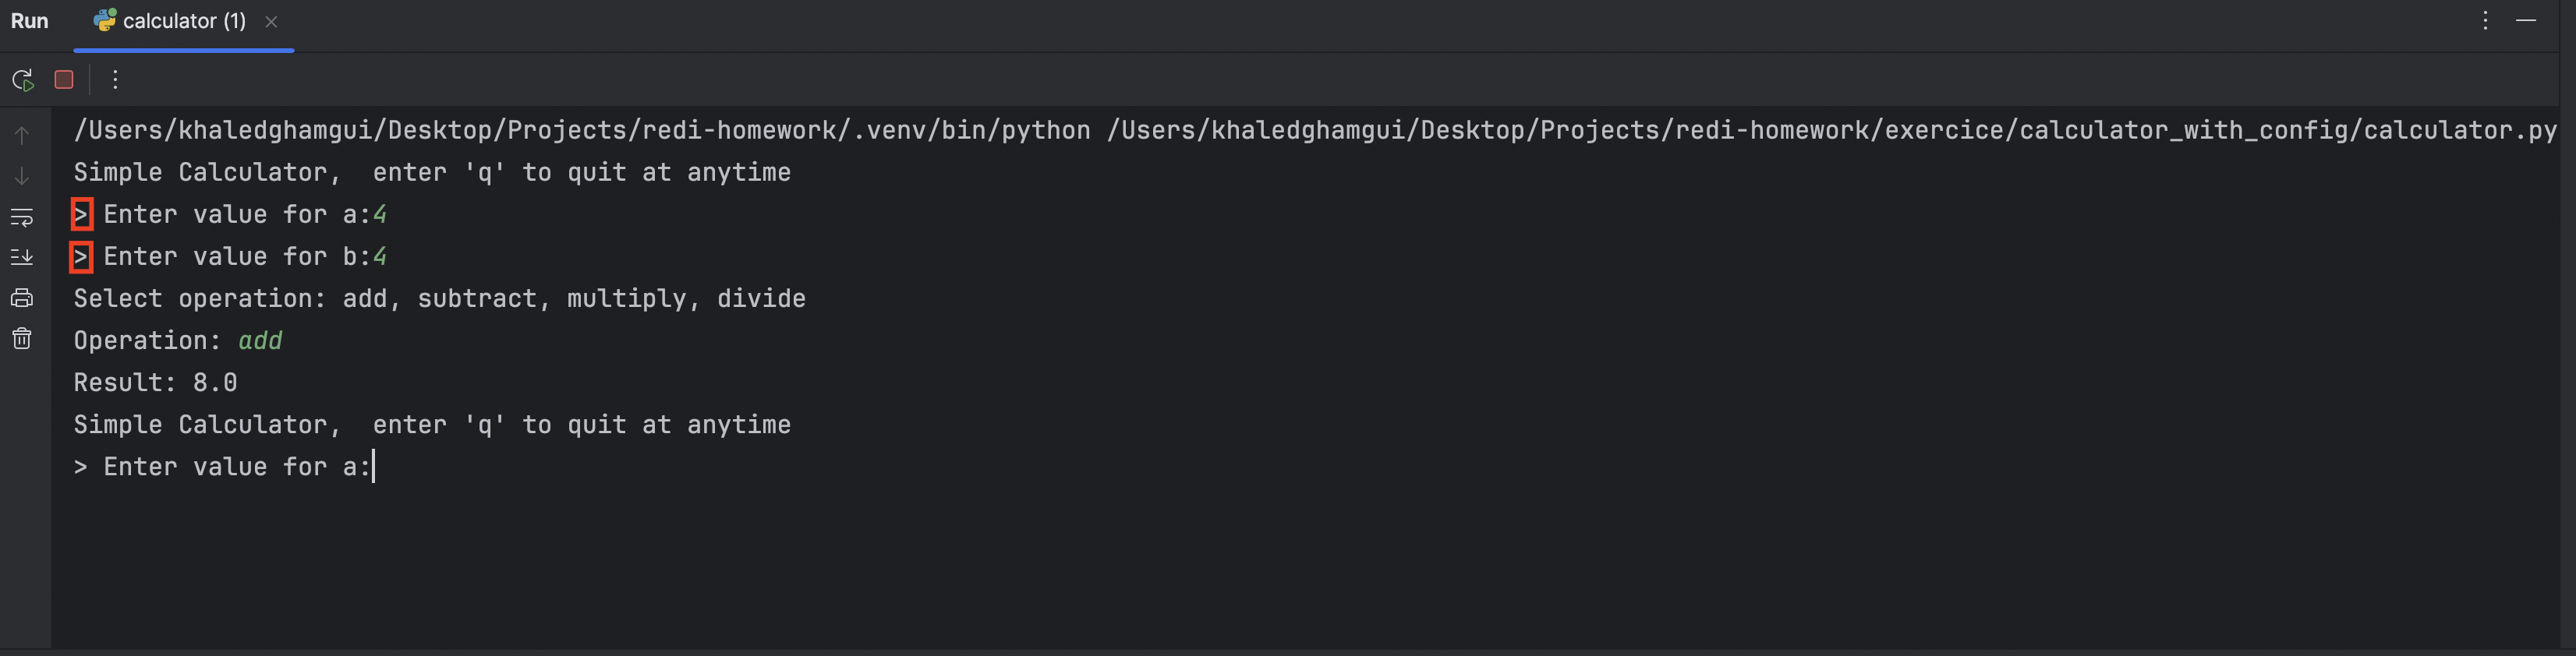 Run calculator (1)
/Users/khaledghamgui/Desktop/Projects/redi-homework/.venv/bin/python /Users/khaledghamgui/Desktop/Projects/redi-homework/exercice/calculator_with_config/calculator.py
Simple Calculator,  enter 'q' to quit at anytime
> Enter value for a:4
> Enter value for b:4
Select operation: add, subtract, multiply, divide
Operation: add
Result: 8.0
Simple Calculator,  enter 'q' to quit at anytime
> Enter value for a: